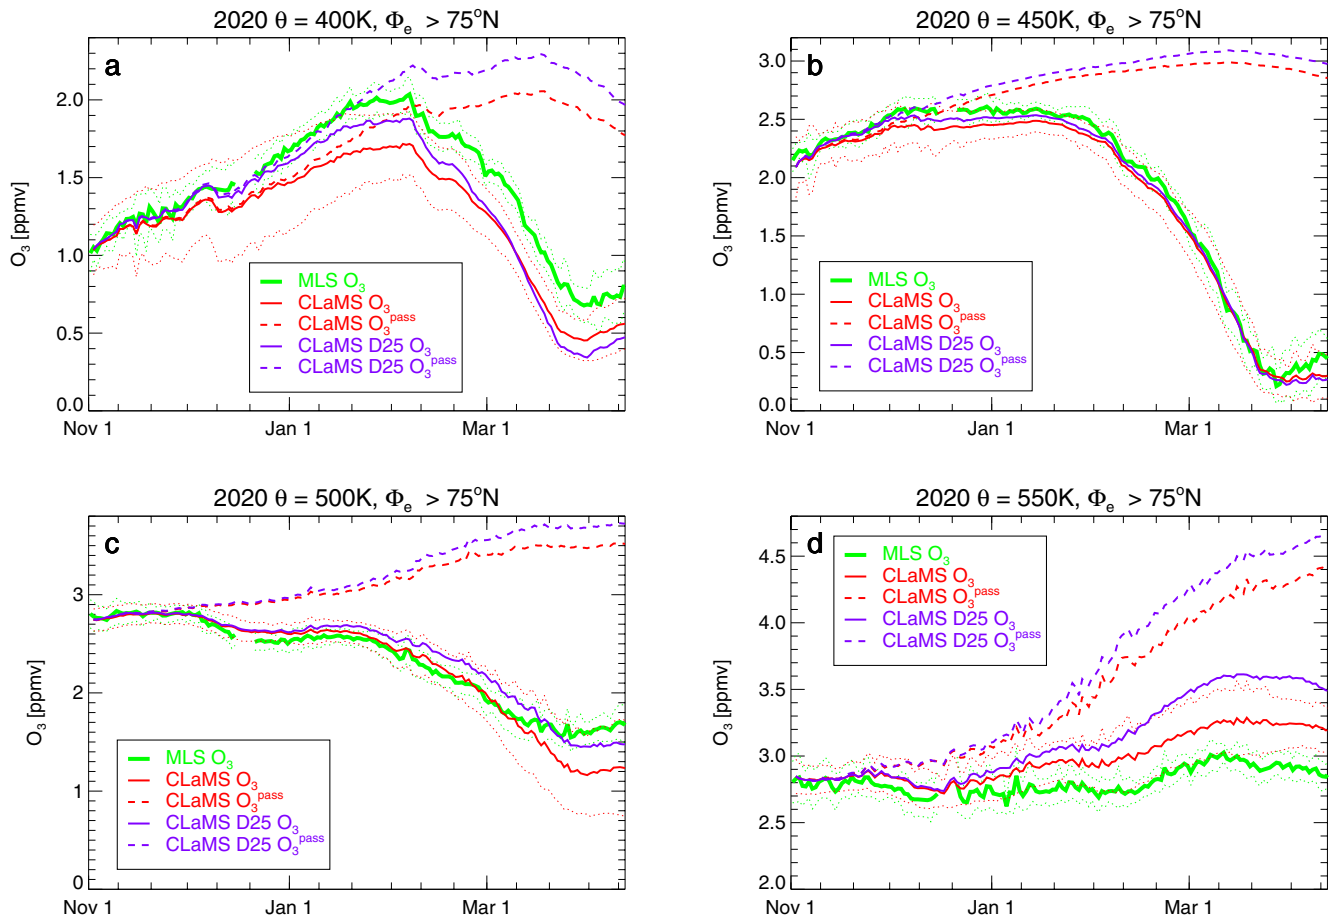 2020 θ = 400K, Φe > 75°N
a
O3 [ppmv]
2.0
1.5
1.0
0.5
0.0
MLS O3
CLaMS O3
CLaMS O3pass
CLaMS D25 O3
CLaMS D25 O3pass
Nov 1 Jan 1 Mar 1
2020 θ = 450K, Φe > 75°N
b
O3 [ppmv]
3.0
2.5
2.0
1.5
1.0
0.5
0.0
MLS O3
CLaMS O3
CLaMS O3pass
CLaMS D25 O3
CLaMS D25 O3pass
Nov 1 Jan 1 Mar 1
2020 θ = 500K, Φe > 75°N
c
O3 [ppmv]
3
2
1
0
MLS O3
CLaMS O3
CLaMS O3pass
CLaMS D25 O3
CLaMS D25 O3pass
Nov 1 Jan 1 Mar 1
2020 θ = 550K, Φe > 75°N
d
O3 [ppmv]
4.5
4.0
3.5
3.0
2.5
2.0
MLS O3
CLaMS O3
CLaMS O3pass
CLaMS D25 O3
CLaMS D25 O3pass
Nov 1 Jan 1 Mar 1